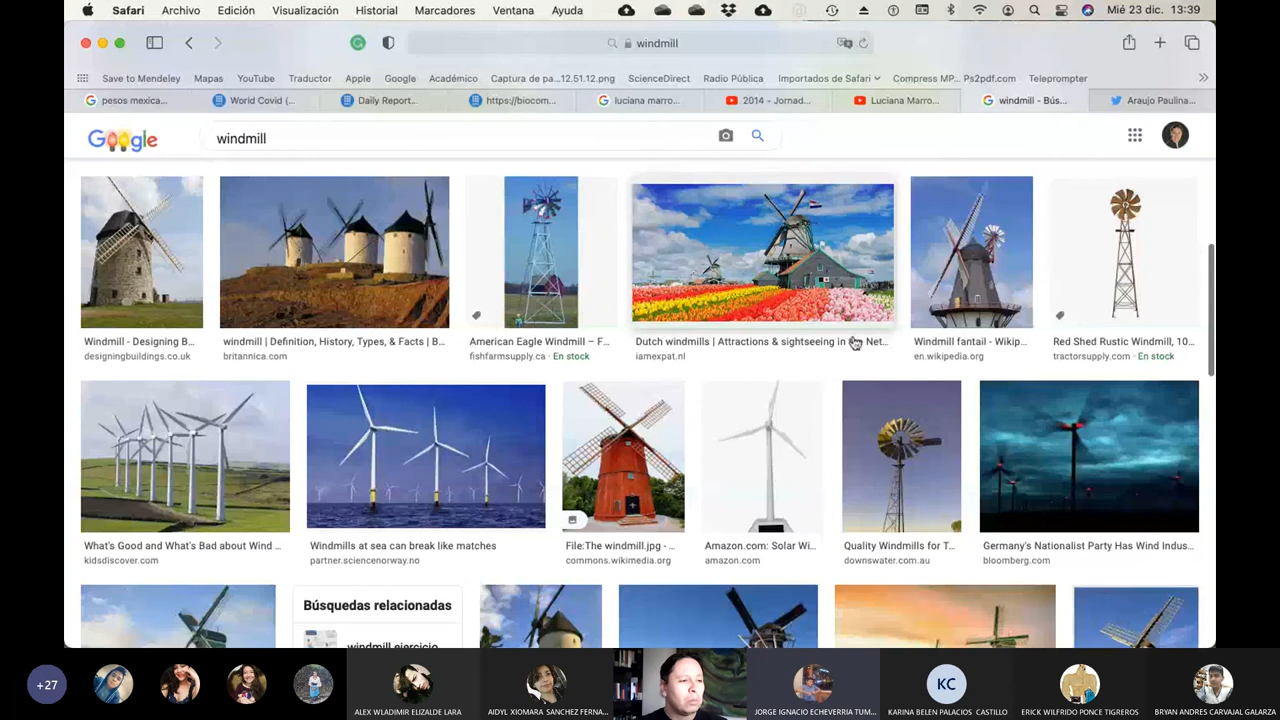 Safari Archivo Edición Visualización Historial Marcadores Ventana Ayuda Mié 23 dic. 13:39
windmill
Save to Mendeley Mapas YouTube Traductor Apple Google Académico Captura de pa...12.51.12.png ScienceDirect Radio Pública Importados de Safari Compress MP... Ps2pdf.com Teleprompter
pesos mexica... World Covid (... Daily Report... https://biocom... luciana marro... 2014 - Jornad... Luciana Marro... windmill - Bús... Araujo Paulina...
Google windmill
Windmill - Designing B... windmill | Definition, History, Types, & Facts | B... American Eagle Windmill – F... Dutch windmills | Attractions & sightseeing in Net... Windmill fantail - Wikip... Red Shed Rustic Windmill, 10...
designingbuildings.co.uk britannica.com fishfarmsupply.ca · En stock iamexpat.nl en.wikipedia.org tractorsupply.com · En stock
What's Good and What's Bad about Wind ... Windmills at sea can break like matches File:The windmill.jpg - ... Amazon.com: Solar Wi... Quality Windmills for T... Germany's Nationalist Party Has Wind Indus...
kidsdiscover.com partner.sciencenorway.no commons.wikimedia.org amazon.com downswater.com.au bloomberg.com
Búsquedas relacionadas
windmill ejercicio
+27 KC
ALEX WLADIMIR ELIZALDE LARA AIDYL XIOMARA SANCHEZ FERNA... JORGE IGNACIO ECHEVERRIA TUM... KARINA BELEN PALACIOS CASTILLO ERICK WILFRIDO PONCE TIGREROS BRYAN ANDRES CARVAJAL GALARZA